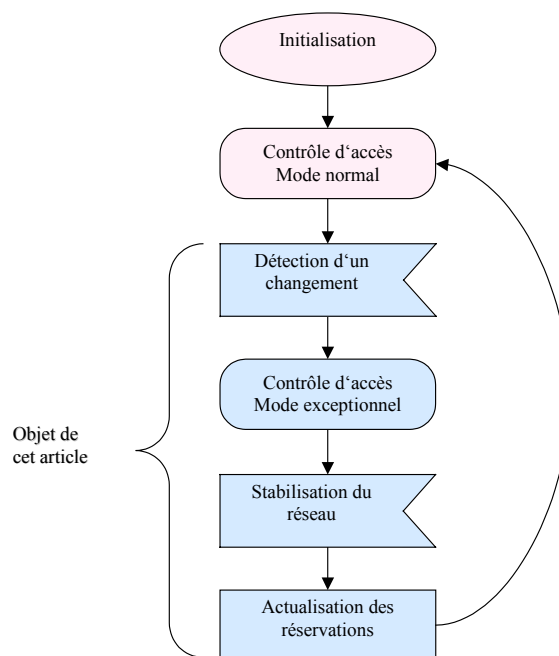 Initialisation
Contrôle d’accès
Mode normal
Détection d‘un
changement
Contrôle d‘accès
Mode exceptionnel
Objet de
cet article
Stabilisation du
réseau
Actualisation des
réservations